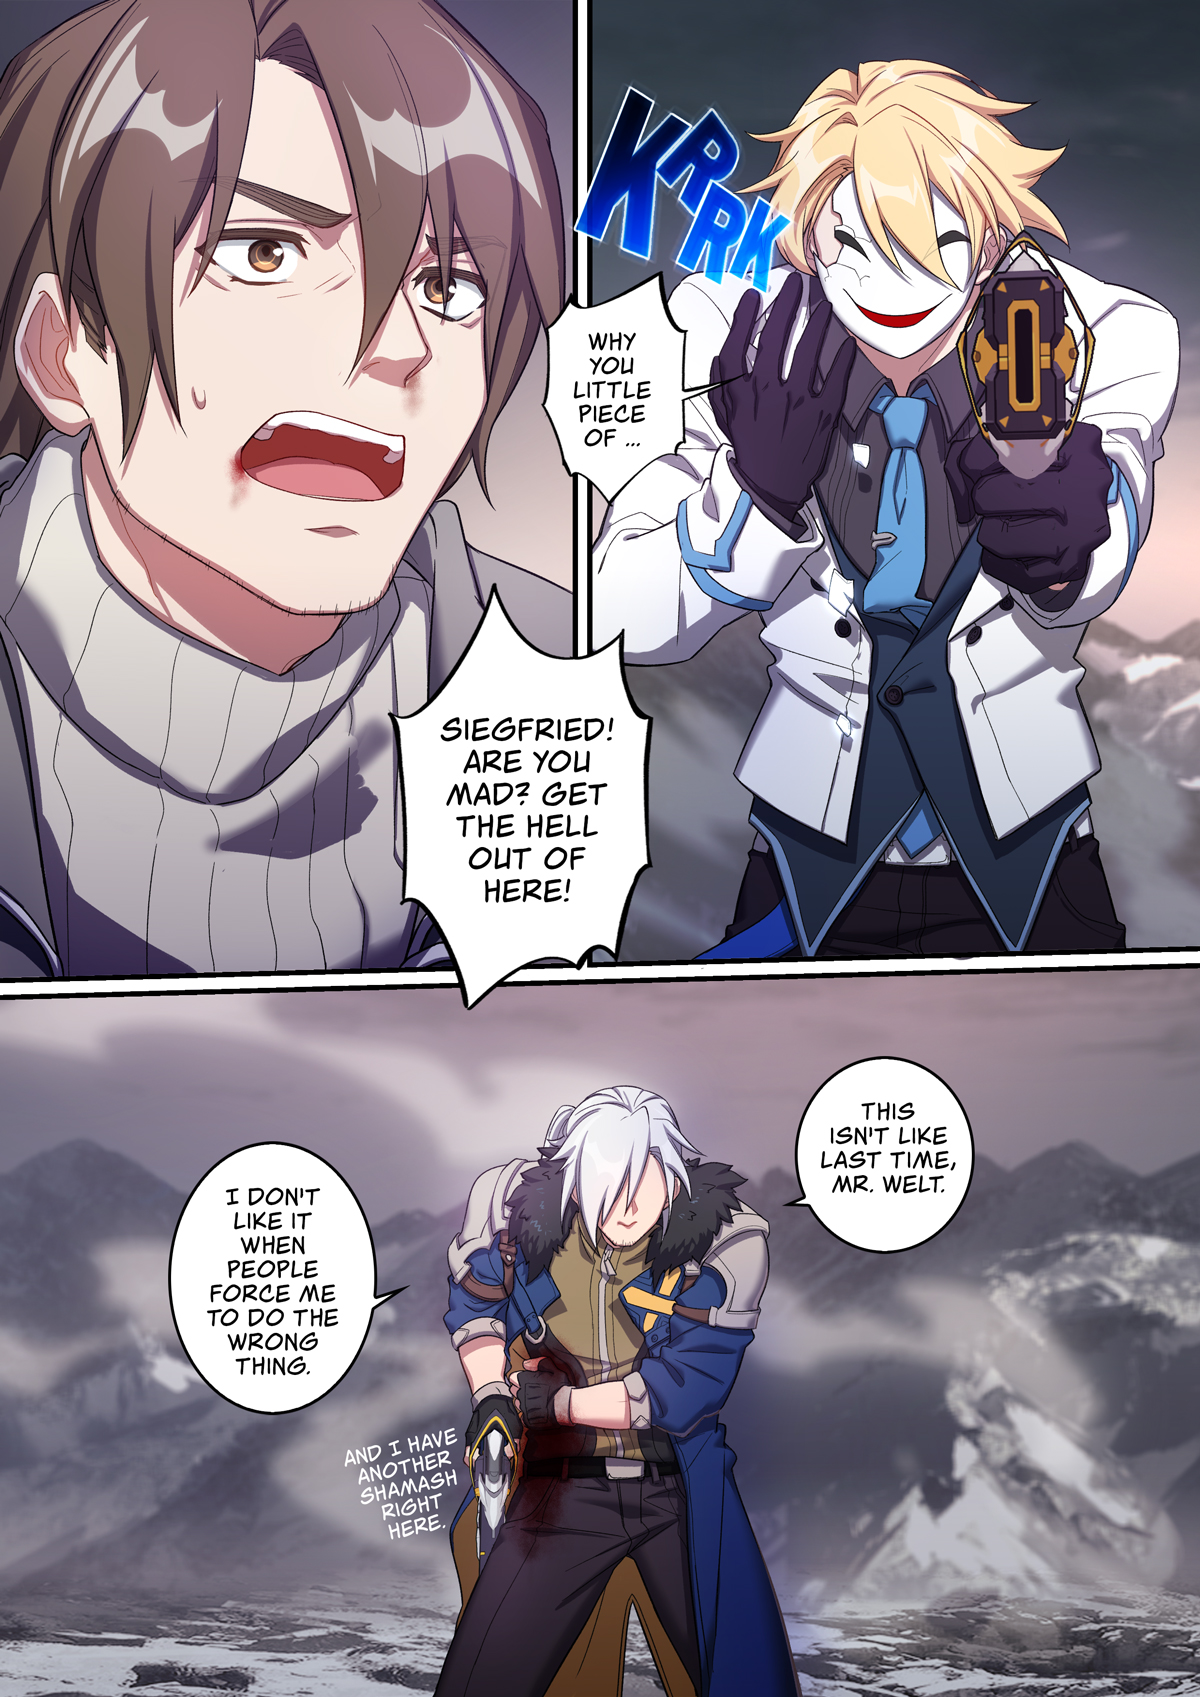 KRRRK
WHY
YOU
LITTLE
PIECE
OF ...
SIEGFRIED!
ARE YOU
MAD? GET
THE HELL
OUT OF
HERE!
THIS
ISN'T LIKE
LAST TIME,
MR. WELT.
I DON'T
LIKE IT
WHEN
PEOPLE
FORCE ME
TO DO THE
WRONG
THING.
AND I HAVE
ANOTHER
SHAMASH
RIGHT
HERE.